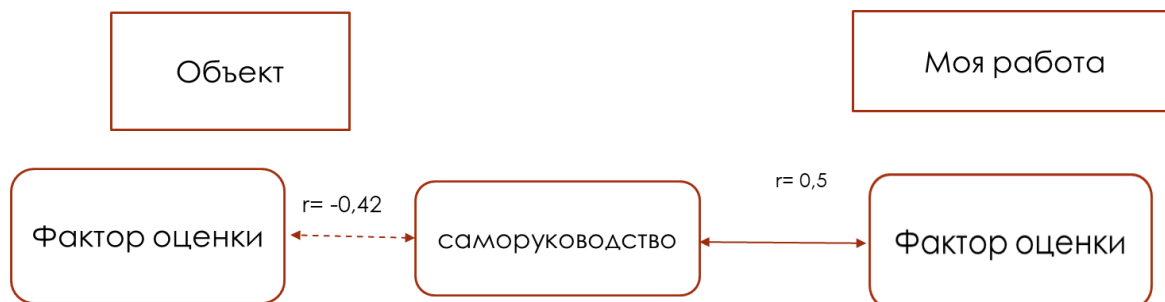 Объект
Моя работа
r= -0,42
r= 0,5
Фактор оценки
саморуководство
Фактор оценки